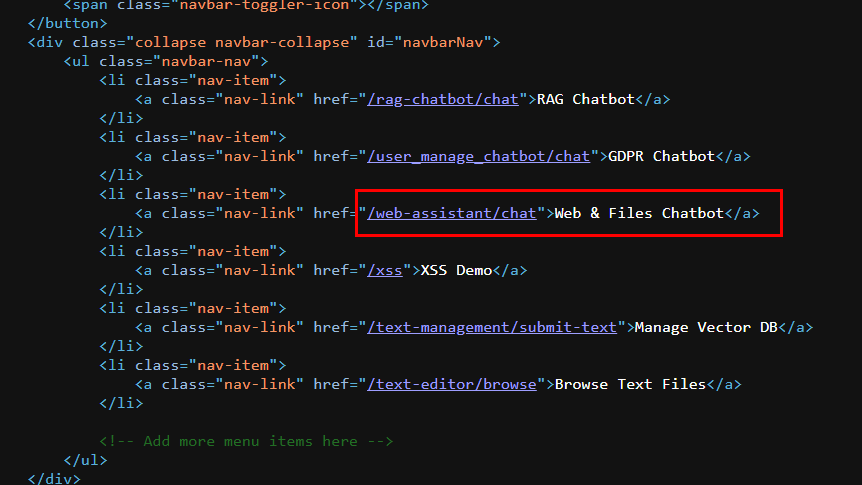 <span class="navbar-toggler-icon"></span>
</button>
<div class="collapse navbar-collapse" id="navbarNav">
<ul class="navbar-nav">
<li class="nav-item">
<a class="nav-link" href="/rag-chatbot/chat">RAG Chatbot</a>
</li>
<li class="nav-item">
<a class="nav-link" href="/user_manage_chatbot/chat">GDPR Chatbot</a>
</li>
<li class="nav-item">
<a class="nav-link" href="/web-assistant/chat">Web & Files Chatbot</a>
</li>
<li class="nav-item">
<a class="nav-link" href="/xss">XSS Demo</a>
</li>
<li class="nav-item">
<a class="nav-link" href="/text-management/submit-text">Manage Vector DB</a>
</li>
<li class="nav-item">
<a class="nav-link" href="/text-editor/browse">Browse Text Files</a>
</li>
<!-- Add more menu items here -->
</ul>
</div>